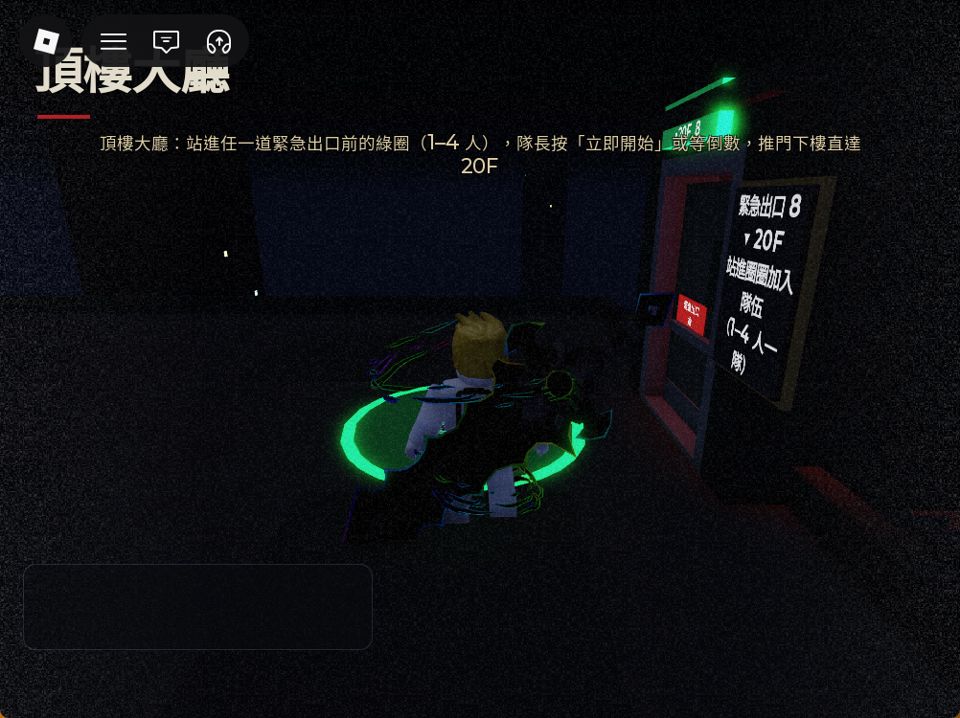 頂樓大廳
頂樓大廳：站進任一道緊急出口前的綠圈（1–4 人），隊長按「立即開始」或等倒數，推門下樓直達
20F
緊急出口 8
▼ 20F
站進圈圈加入
隊伍
(1–4 人一
隊)